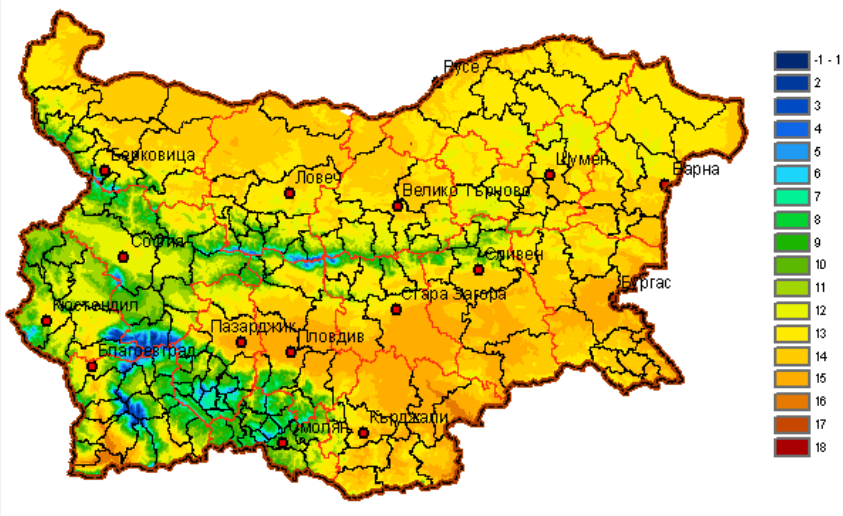 Русе
Берковица
Шумен
Варна
Лове
Велико Търново
София
Сливен
Бургас
Стара Загора
Кюстендил
Пазарджик
Пловдив
Благоевград
Кърджали
Смолян
-1 - 1
2
3
4
5
6
7
8
9
10
11
12
13
14
15
16
17
18